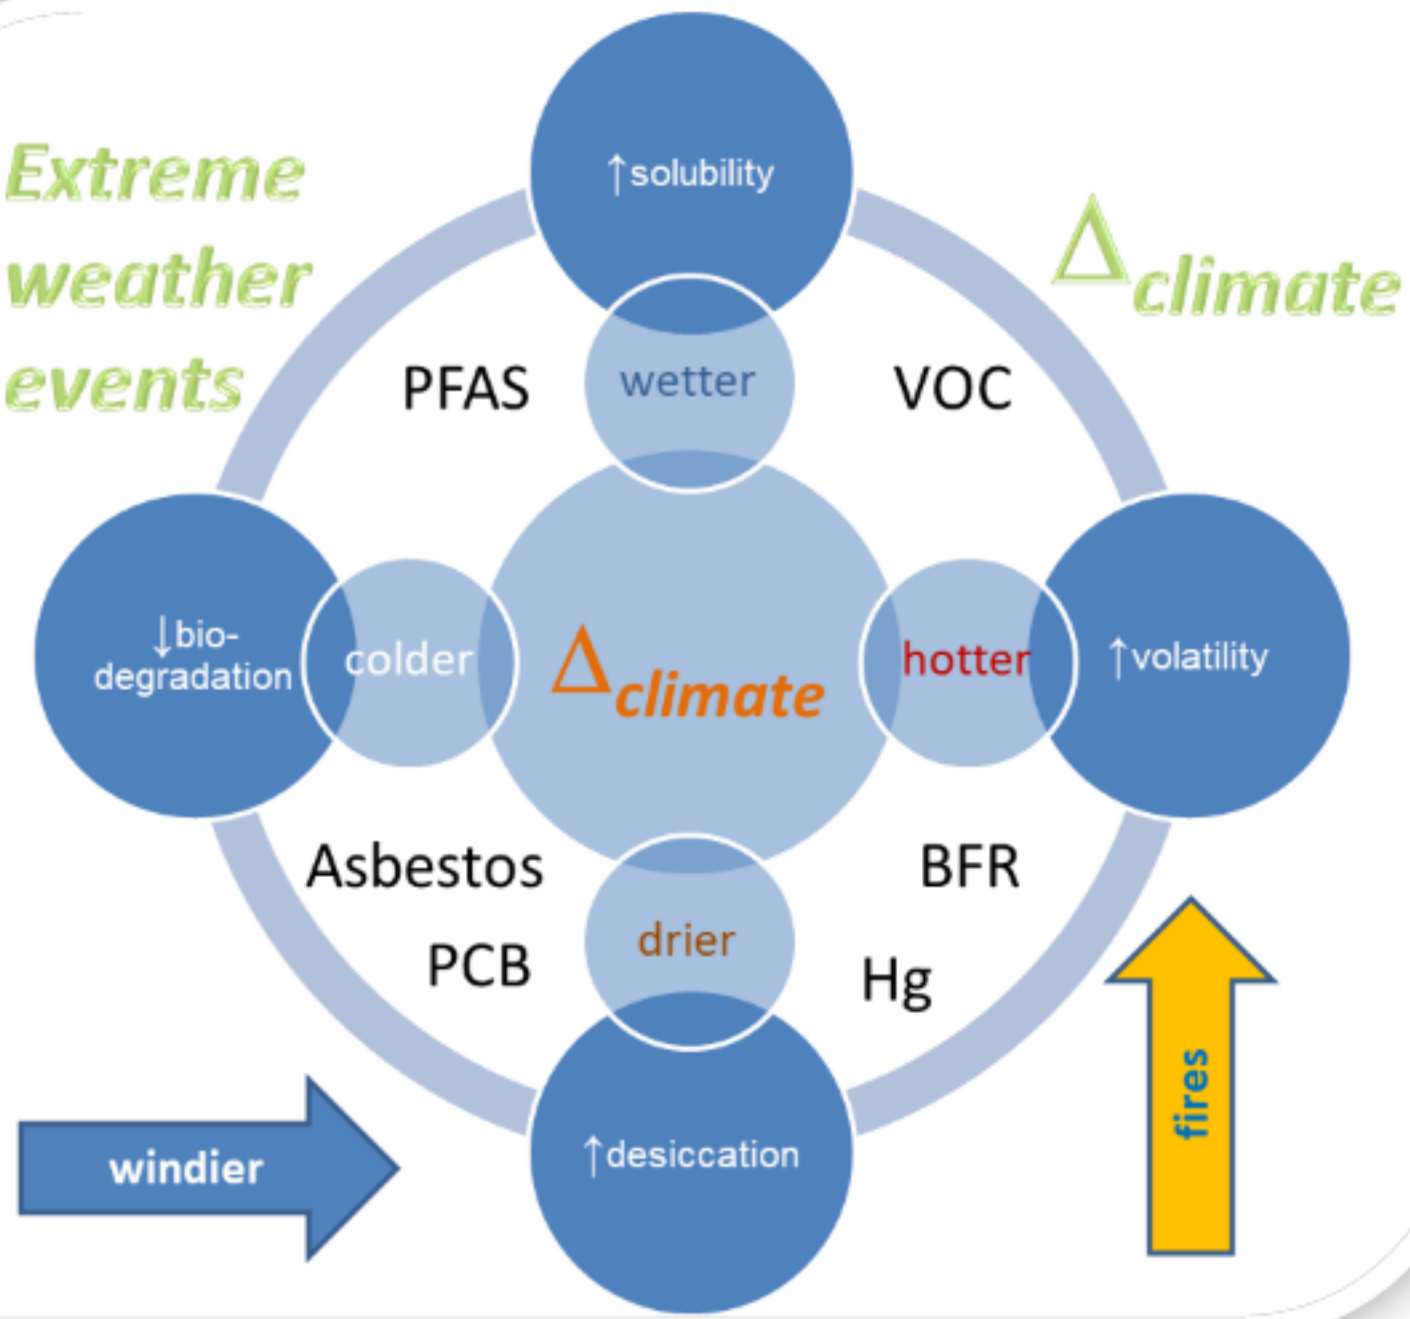 Extreme
weather
events
↑solubility
Δclimate
PFAS
wetter
VOC
↓bio-
degradation
colder
Δclimate
hotter
↑volatility
Asbestos
BFR
PCB
drier
Hg
windier
↑desiccation
fires